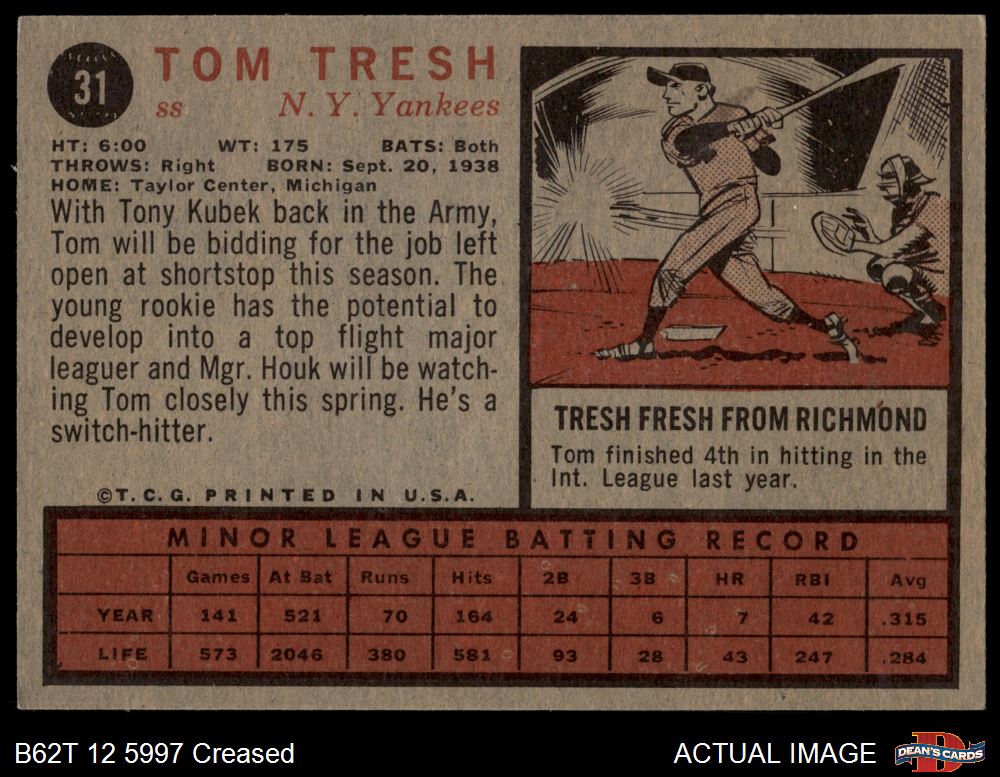 31
TOM TRESH
ss N. Y. Yankees
HT: 6:00 WT: 175 BATS: Both
THROWS: Right BORN: Sept. 20, 1938
HOME: Taylor Center, Michigan
With Tony Kubek back in the Army,
Tom will be bidding for the job left
open at shortstop this season. The
young rookie has the potential to
develop into a top flight major
leaguer and Mgr. Houk will be watch-
ing Tom closely this spring. He's a
switch-hitter.
©T.C.G. PRINTED IN U.S.A.
TRESH FRESH FROM RICHMOND
Tom finished 4th in hitting in the
Int. League last year.
MINOR LEAGUE BATTING RECORD
Games At Bat Runs Hits 2B 3B HR RBI Avg
YEAR 141 521 70 164 24 6 7 42 .315
LIFE 573 2046 380 581 93 28 43 247 .284
B62T 12 5997 Creased
ACTUAL IMAGE
DEAN'S CARDS